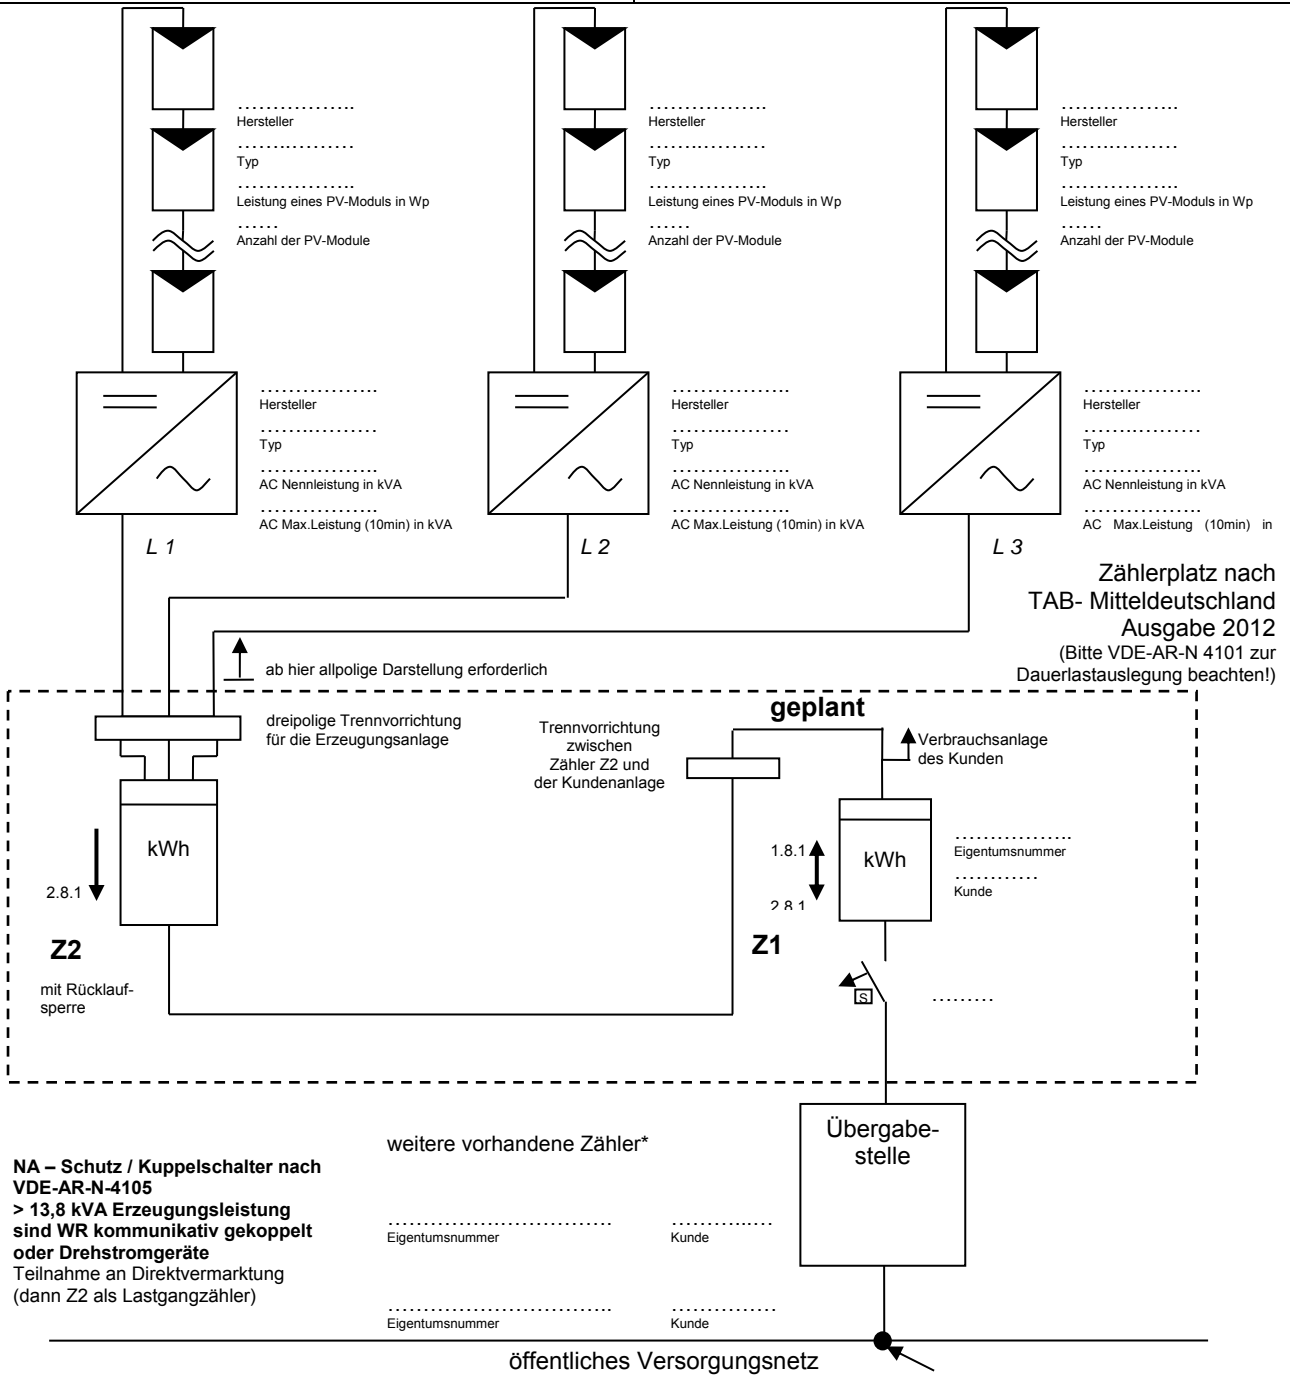 ................
Hersteller
................
Typ
................
Leistung eines PV-Moduls in Wp
......
Anzahl der PV-Module
................
Hersteller
................
Typ
................
Leistung eines PV-Moduls in Wp
......
Anzahl der PV-Module
................
Hersteller
................
Typ
................
Leistung eines PV-Moduls in Wp
......
Anzahl der PV-Module
................
Hersteller
................
Typ
................
AC Nennleistung in kVA
................
AC Max.Leistung (10min) in kVA
L 1
................
Hersteller
................
Typ
................
AC Nennleistung in kVA
................
AC Max.Leistung (10min) in kVA
L 2
................
Hersteller
................
Typ
................
AC Nennleistung in kVA
................
AC Max.Leistung (10min) in
L 3
Zählerplatz nach
TAB- Mitteldeutschland
Ausgabe 2012
(Bitte VDE-AR-N 4101 zur
Dauerlastauslegung beachten!)
ab hier allpolige Darstellung erforderlich
dreipolige Trennvorrichtung
für die Erzeugungsanlage
Trennvorrichtung
zwischen
Zähler Z2 und
der Kundenanlage
geplant
Verbrauchsanlage
des Kunden
kWh
2.8.1
Z2
mit Rücklauf-
sperre
1.8.1
kWh
2.8.1
Z1
................
Eigentumsnummer
............
Kunde
S
.........
Übergabe-
stelle
weitere vorhandene Zähler*
NA – Schutz / Kuppelschalter nach
VDE-AR-N-4105
> 13,8 kVA Erzeugungsleistung
sind WR kommunikativ gekoppelt
oder Drehstromgeräte
Teilnahme an Direktvermarktung
(dann Z2 als Lastgangzähler)
............................... ..............
Eigentumsnummer Kunde
............................... ..............
Eigentumsnummer Kunde
öffentliches Versorgungsnetz